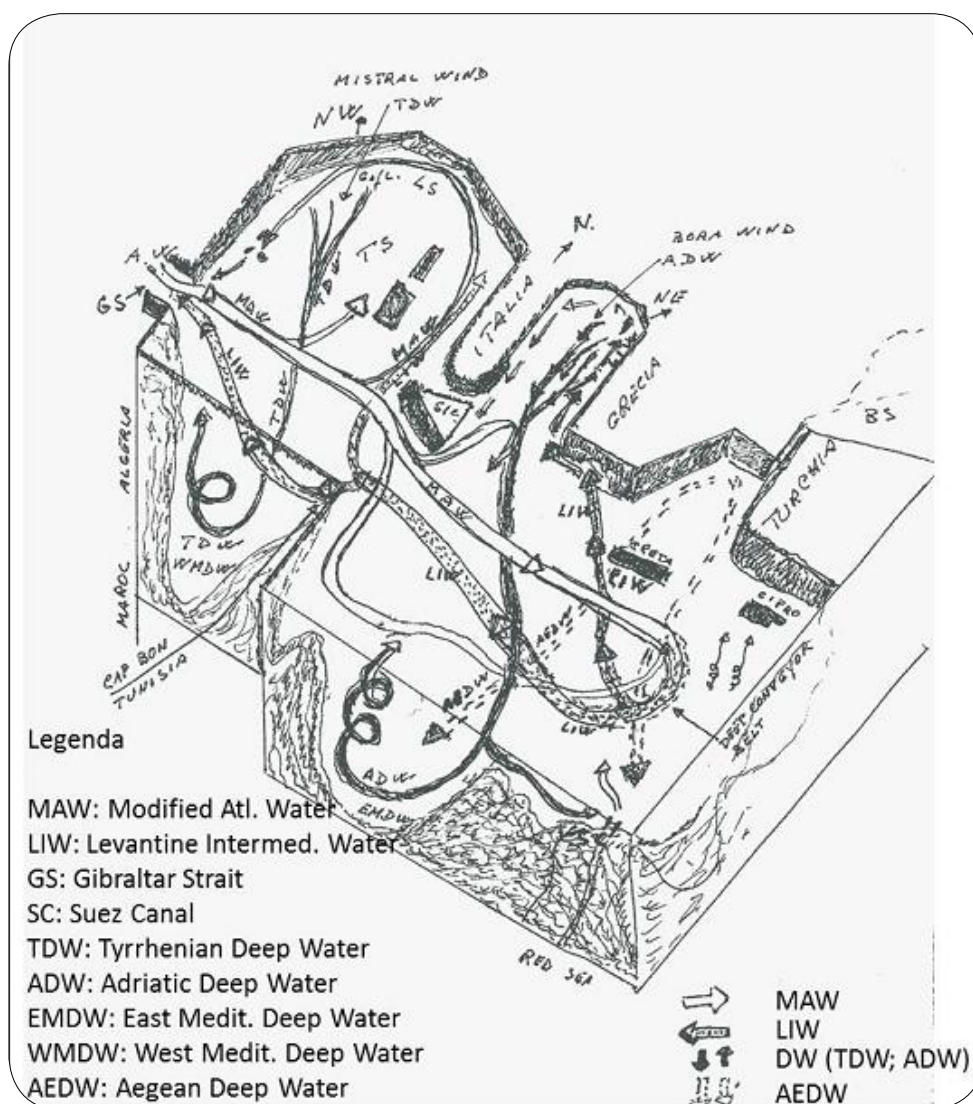 MISTRAL WIND
TDW
NW
G.o/L. LS
TS
N.
BORA WIND
ADW
NE
A.W.
GS
MAW
TDW
ITALIA
MAW
LIW
TDW
SIC
GRECIA
BS
TURCHIA
ALGERIA
MAW
LIW
CRETA
LIW
CIPRO
TDW
WMDW
LIW
AEDW
MAROC
CAP BON
TUNISIA
AEDW
LIW
DEST CONVEYOR
BELT
ADW
EMDW
RED SEA
Legenda
MAW: Modified Atl. Water
LIW: Levantine Intermed. Water
GS: Gibraltar Strait
SC: Suez Canal
TDW: Tyrrhenian Deep Water
ADW: Adriatic Deep Water
EMDW: East Medit. Deep Water
WMDW: West Medit. Deep Water
AEDW: Aegean Deep Water
MAW
LIW
DW (TDW; ADW)
AEDW